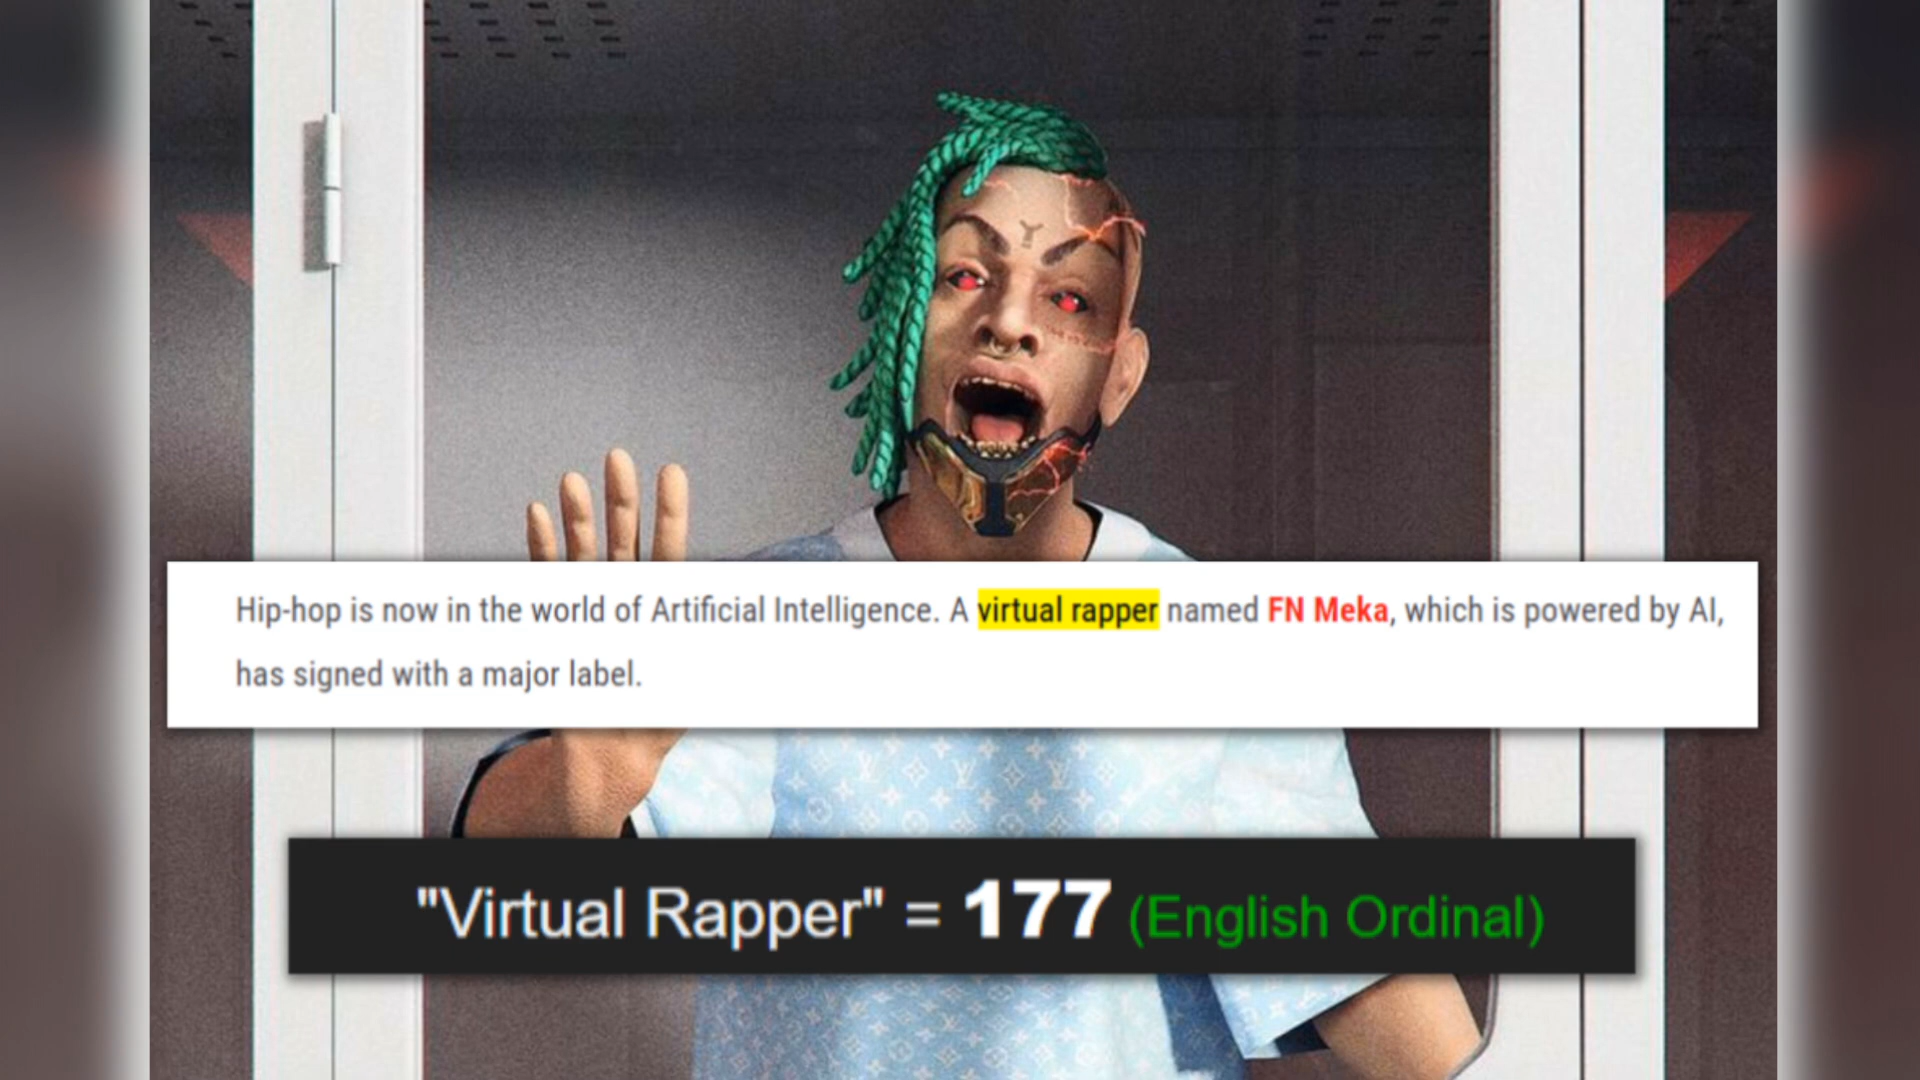 Hip-hop is now in the world of Artificial Intelligence. A virtual rapper named FN Meka, which is powered by AI,
has signed with a major label.
"Virtual Rapper" = 177 (English Ordinal)